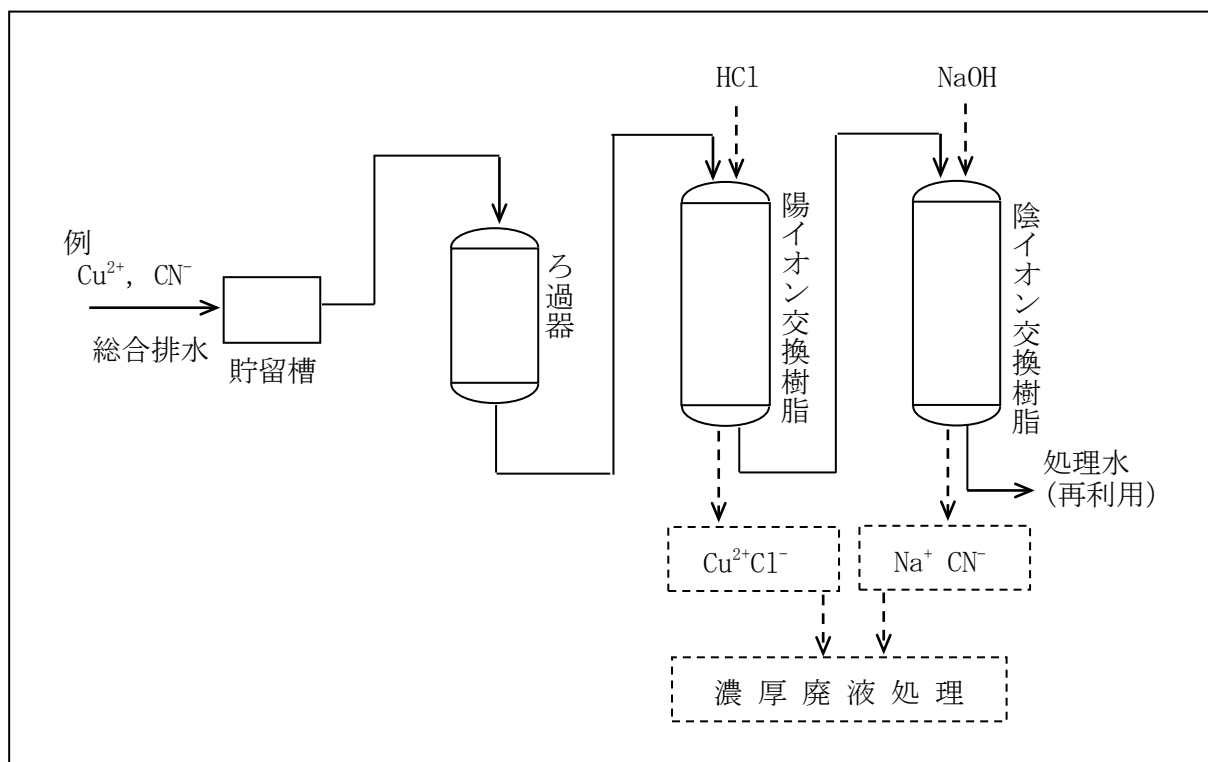 HCl
NaOH
例
Cu²⁺, CN⁻
総合排水
貯留槽
ろ過器
陽イオン交換樹脂
陰イオン交換樹脂
処理水
(再利用)
Cu²⁺Cl⁻
Na⁺ CN⁻
濃厚廃液処理